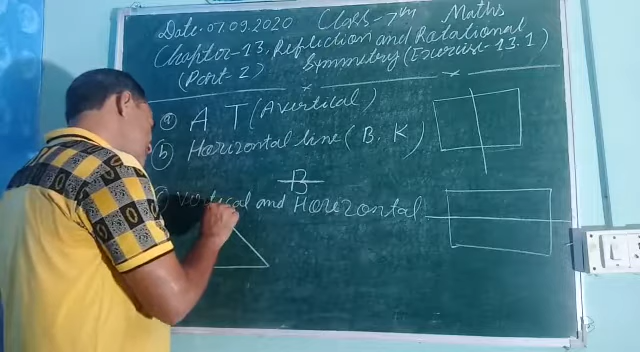 Date. 07.09.2020 Class-7th Maths
Chapter-13, Reflection and Rotational
(Part 2) Symmetry (Exercise-13.1)
(a) A T (A vertical)
(b) Horizontal line (B, K)
B
(c) Vertical and Horizontal